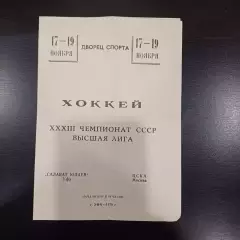 17—19 ДВОРЕЦ СПОРТА 17—19
НОЯБРЯ НОЯБРЯ
ХОККЕЙ
XXXIII ЧЕМПИОНАТ СССР
ВЫСШАЯ ЛИГА
«САЛАВАТ ЮЛАЕВ» ЦСКА
УФА Москва